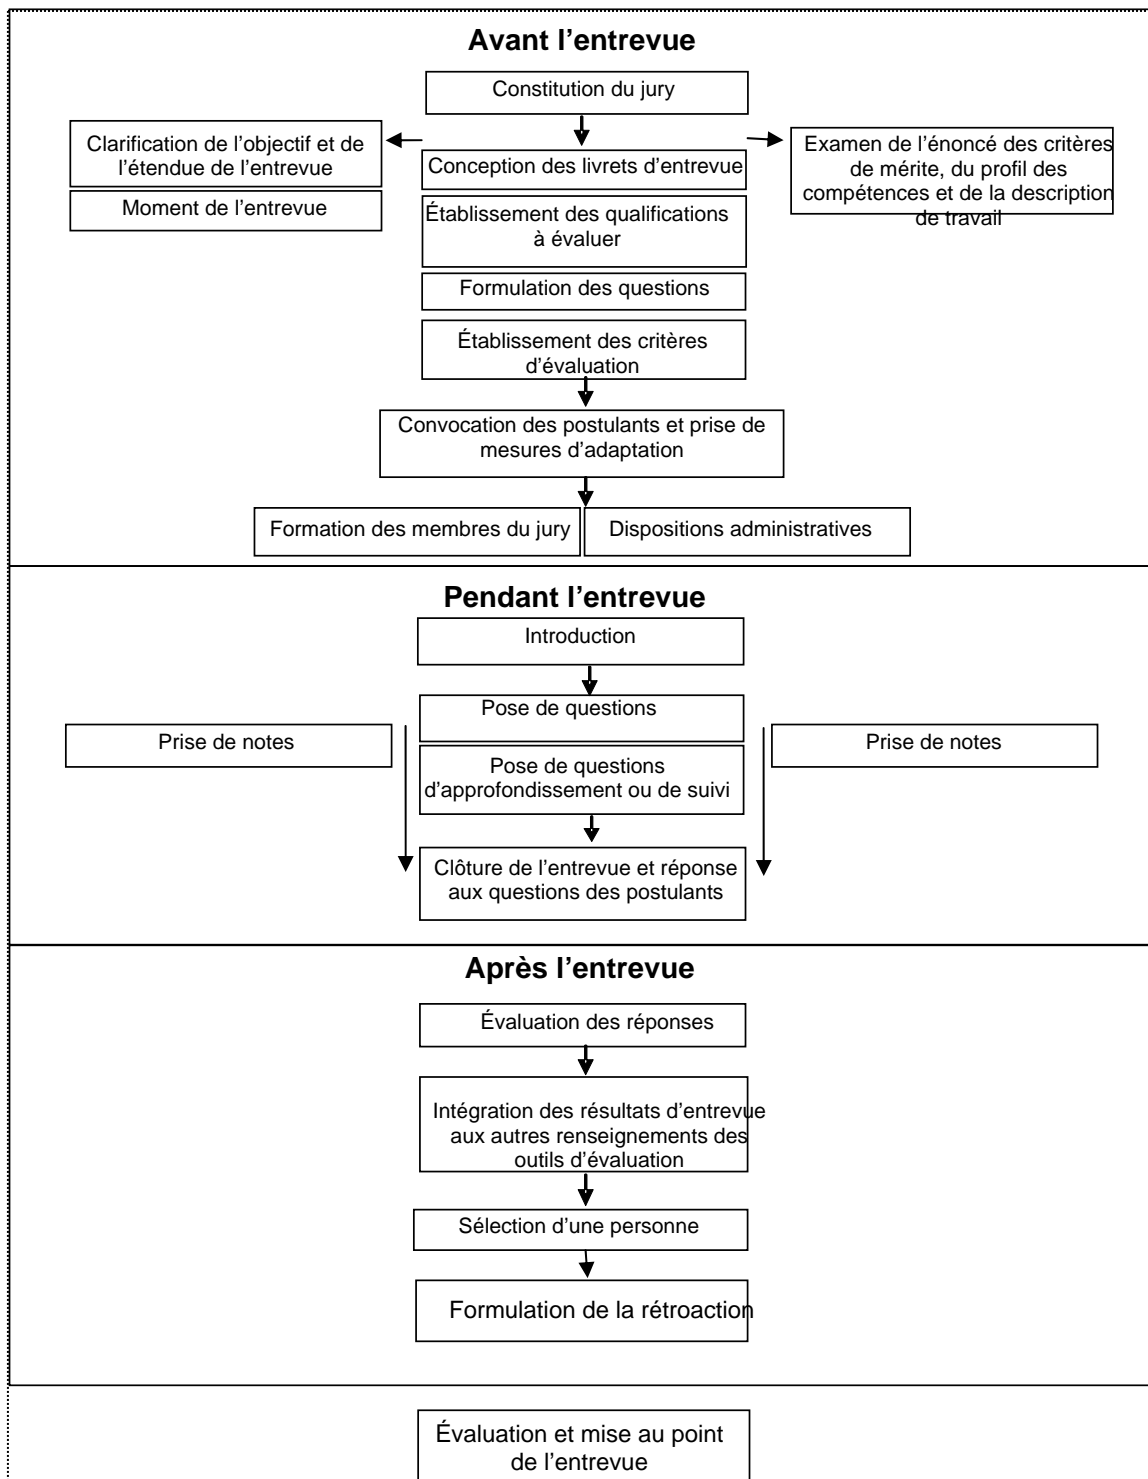 Avant l’entrevue
Constitution du jury
Clarification de l’objectif et de
l’étendue de l’entrevue
Moment de l’entrevue
Examen de l’énoncé des critères
de mérite, du profil des
compétences et de la description
de travail
Conception des livrets d’entrevue
Établissement des qualifications
à évaluer
Formulation des questions
Établissement des critères
d’évaluation
Convocation des postulants et prise de
mesures d’adaptation
Formation des membres du jury
Dispositions administratives
Pendant l’entrevue
Introduction
Pose de questions
Prise de notes
Prise de notes
Pose de questions
d’approfondissement ou de suivi
Clôture de l’entrevue et réponse
aux questions des postulants
Après l’entrevue
Évaluation des réponses
Intégration des résultats d’entrevue
aux autres renseignements des
outils d’évaluation
Sélection d’une personne
Formulation de la rétroaction
Évaluation et mise au point
de l’entrevue